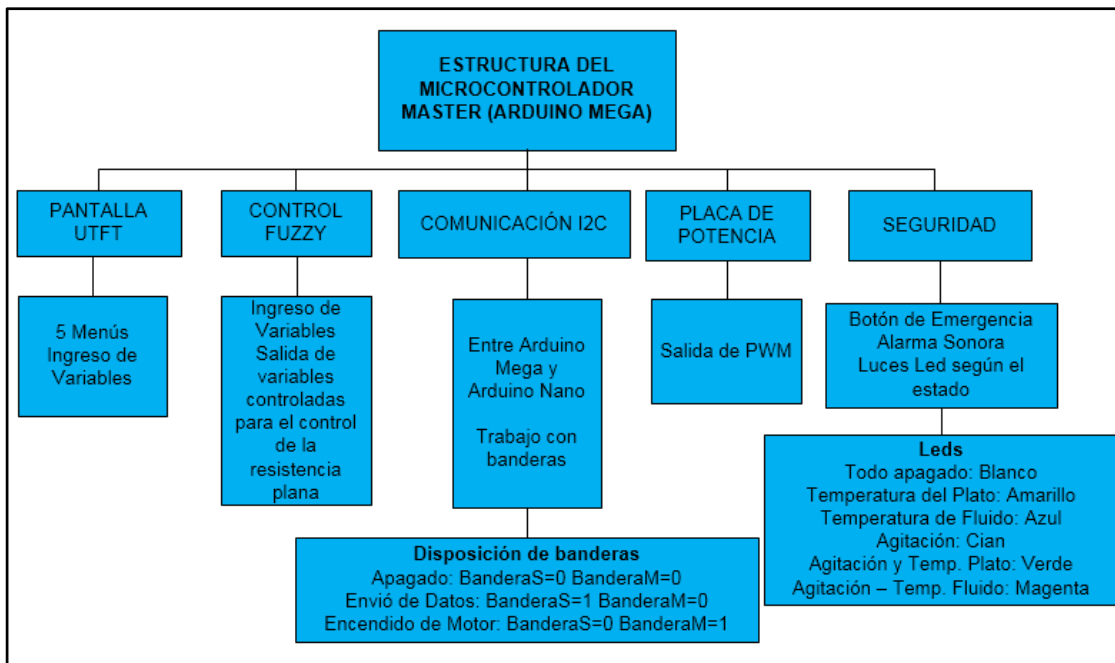 ESTRUCTURA DEL
MICROCONTROLADOR
MASTER (ARDUINO MEGA)
PANTALLA
UTFT
CONTROL
FUZZY
COMUNICACIÓN I2C
PLACA DE
POTENCIA
SEGURIDAD
5 Menús
Ingreso de
Variables
Ingreso de
Variables
Salida de
variables
controladas
para el control
de la
resistencia
plana
Entre Arduino
Mega y
Arduino Nano
Trabajo con
banderas
Salida de PWM
Botón de Emergencia
Alarma Sonora
Luces Led según el
estado
Leds
Todo apagado: Blanco
Temperatura del Plato: Amarillo
Temperatura de Fluido: Azul
Agitación: Cian
Agitación y Temp. Plato: Verde
Agitación – Temp. Fluido: Magenta
Disposición de banderas
Apagado: BanderaS=0 BanderaM=0
Envió de Datos: BanderaS=1 BanderaM=0
Encendido de Motor: BanderaS=0 BanderaM=1